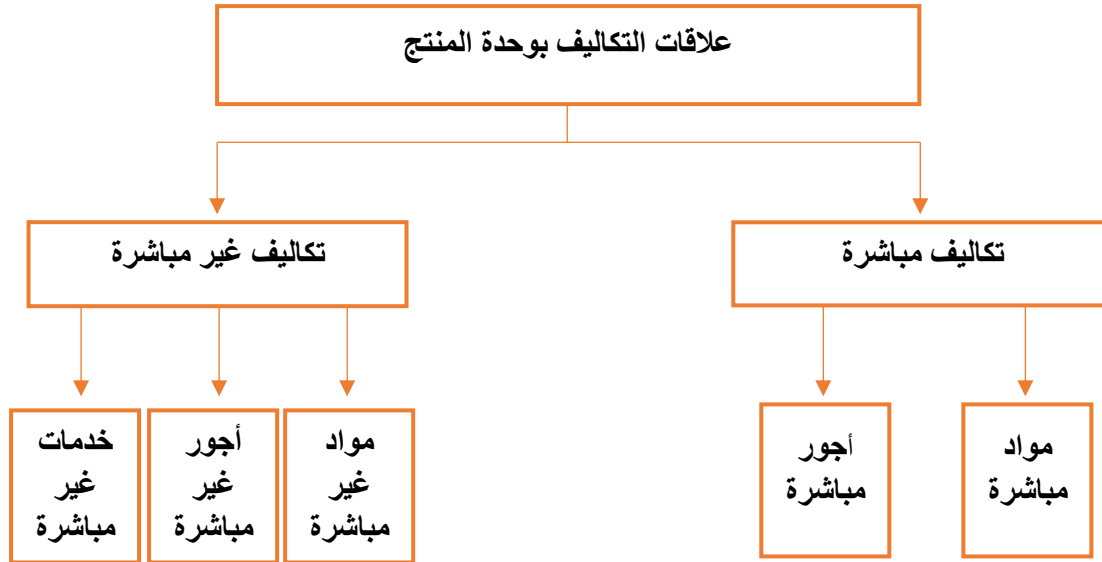 علاقات التكاليف بوحدة المنتج
تكاليف مباشرة
تكاليف غير مباشرة
مواد
مباشرة
أجور
مباشرة
مواد
غير
مباشرة
أجور
غير
مباشرة
خدمات
غير
مباشرة